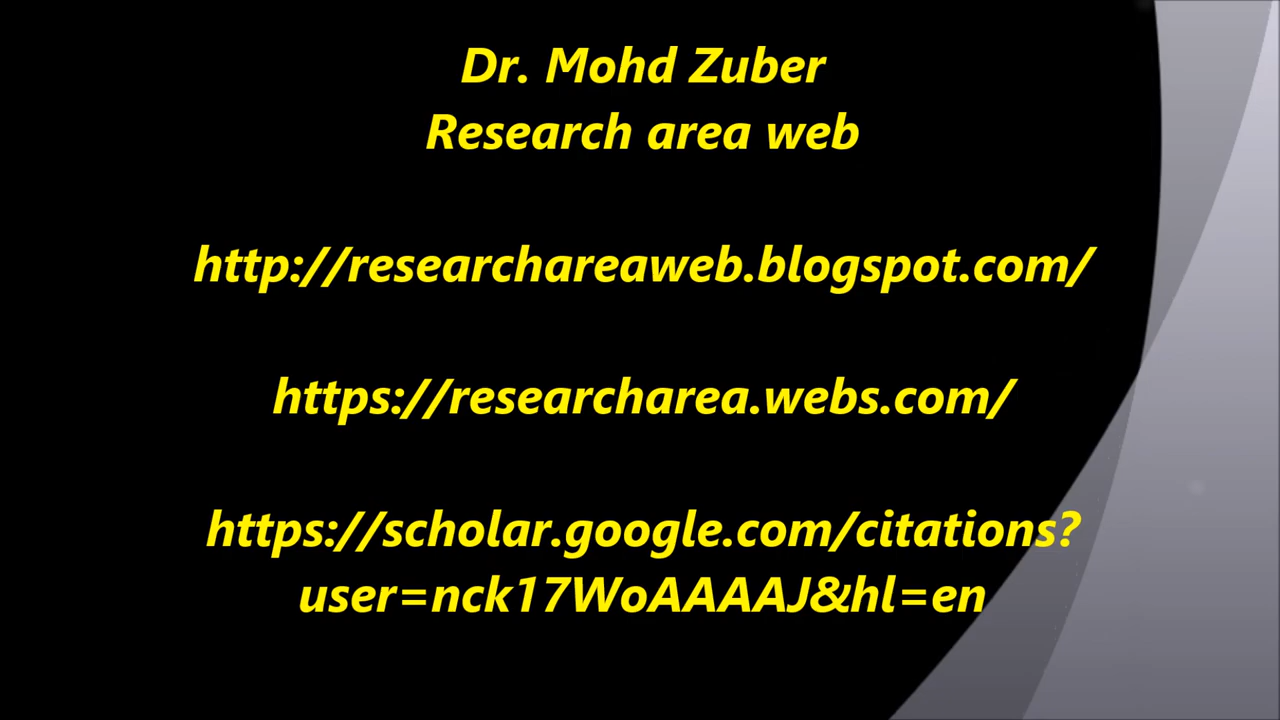 Dr. Mohd Zuber
Research area web
http://researchareaweb.blogspot.com/
https://researcharea.webs.com/
https://scholar.google.com/citations?
user=nck17WoAAAAJ&hl=en